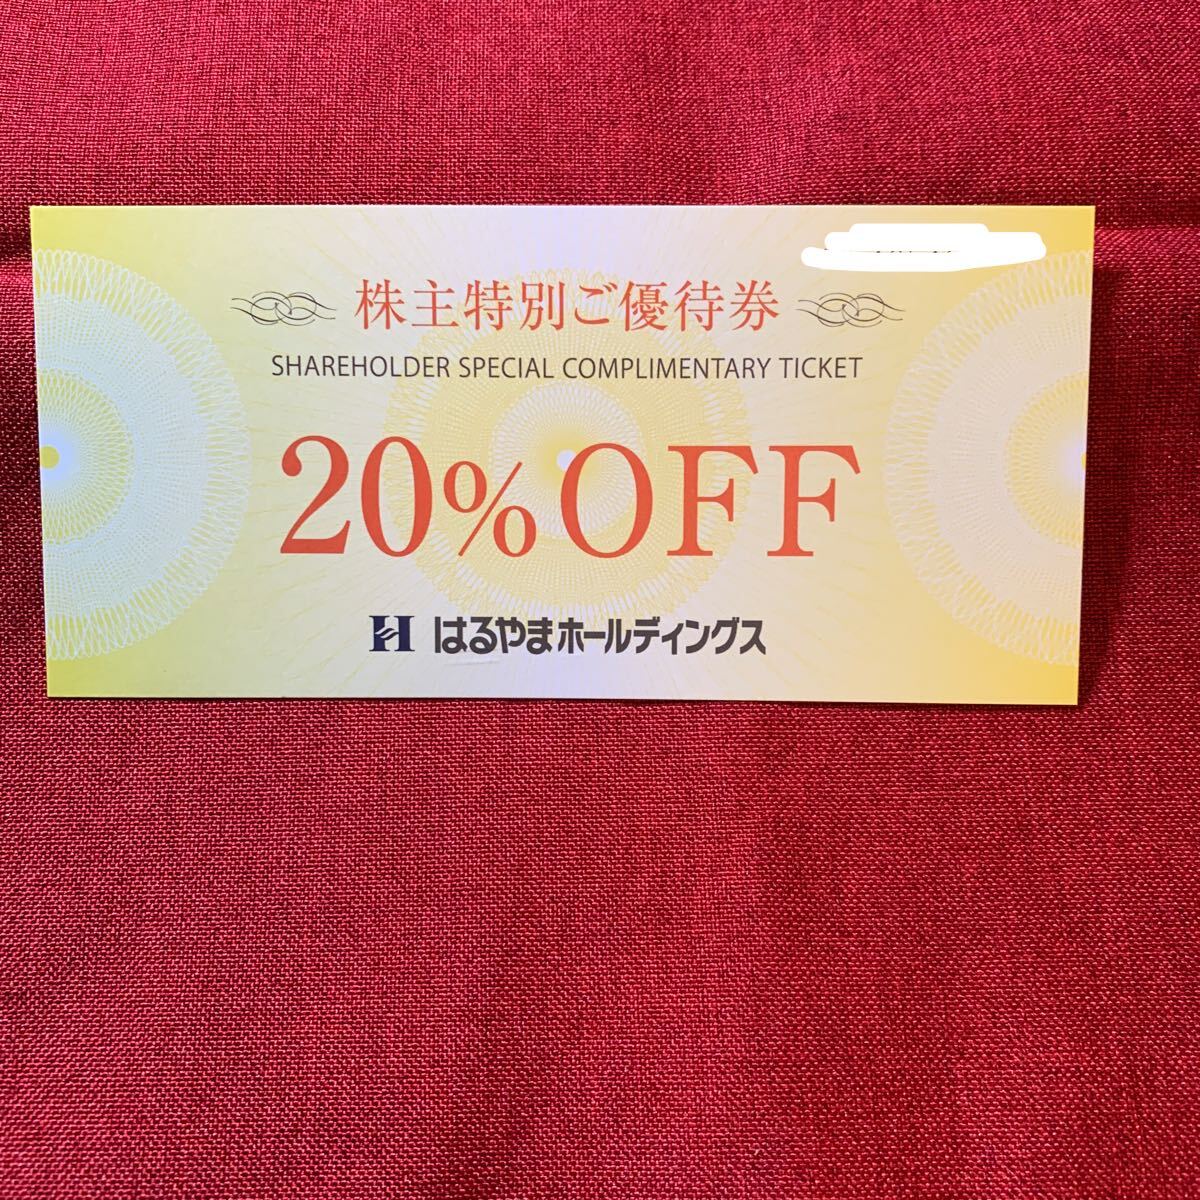 株主特別ご優待券
SHAREHOLDER SPECIAL COMPLIMENTARY TICKET
20%OFF
はるやまホールディングス